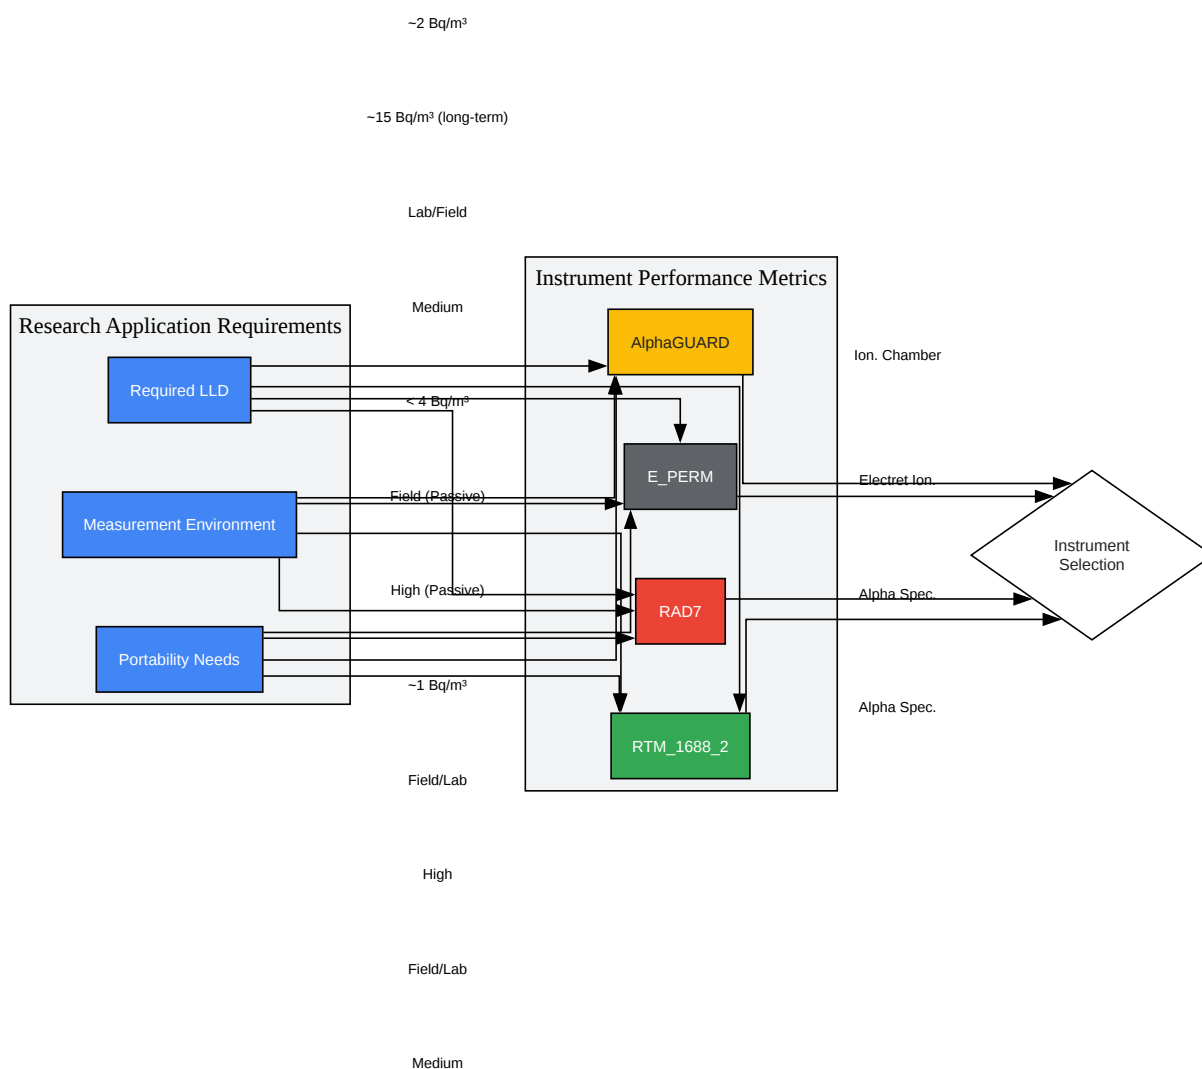 ~2 Bq/m³
~15 Bq/m³ (long-term)
Lab/Field
Medium
< 4 Bq/m³
Field (Passive)
High (Passive)
~1 Bq/m³
Field/Lab
High
Field/Lab
Medium
Research Application Requirements
Required LLD
Measurement Environment
Portability Needs
Instrument Performance Metrics
AlphaGUARD
E_PERM
RAD7
RTM_1688_2
Ion. Chamber
Electret Ion.
Alpha Spec.
Alpha Spec.
Instrument
Selection